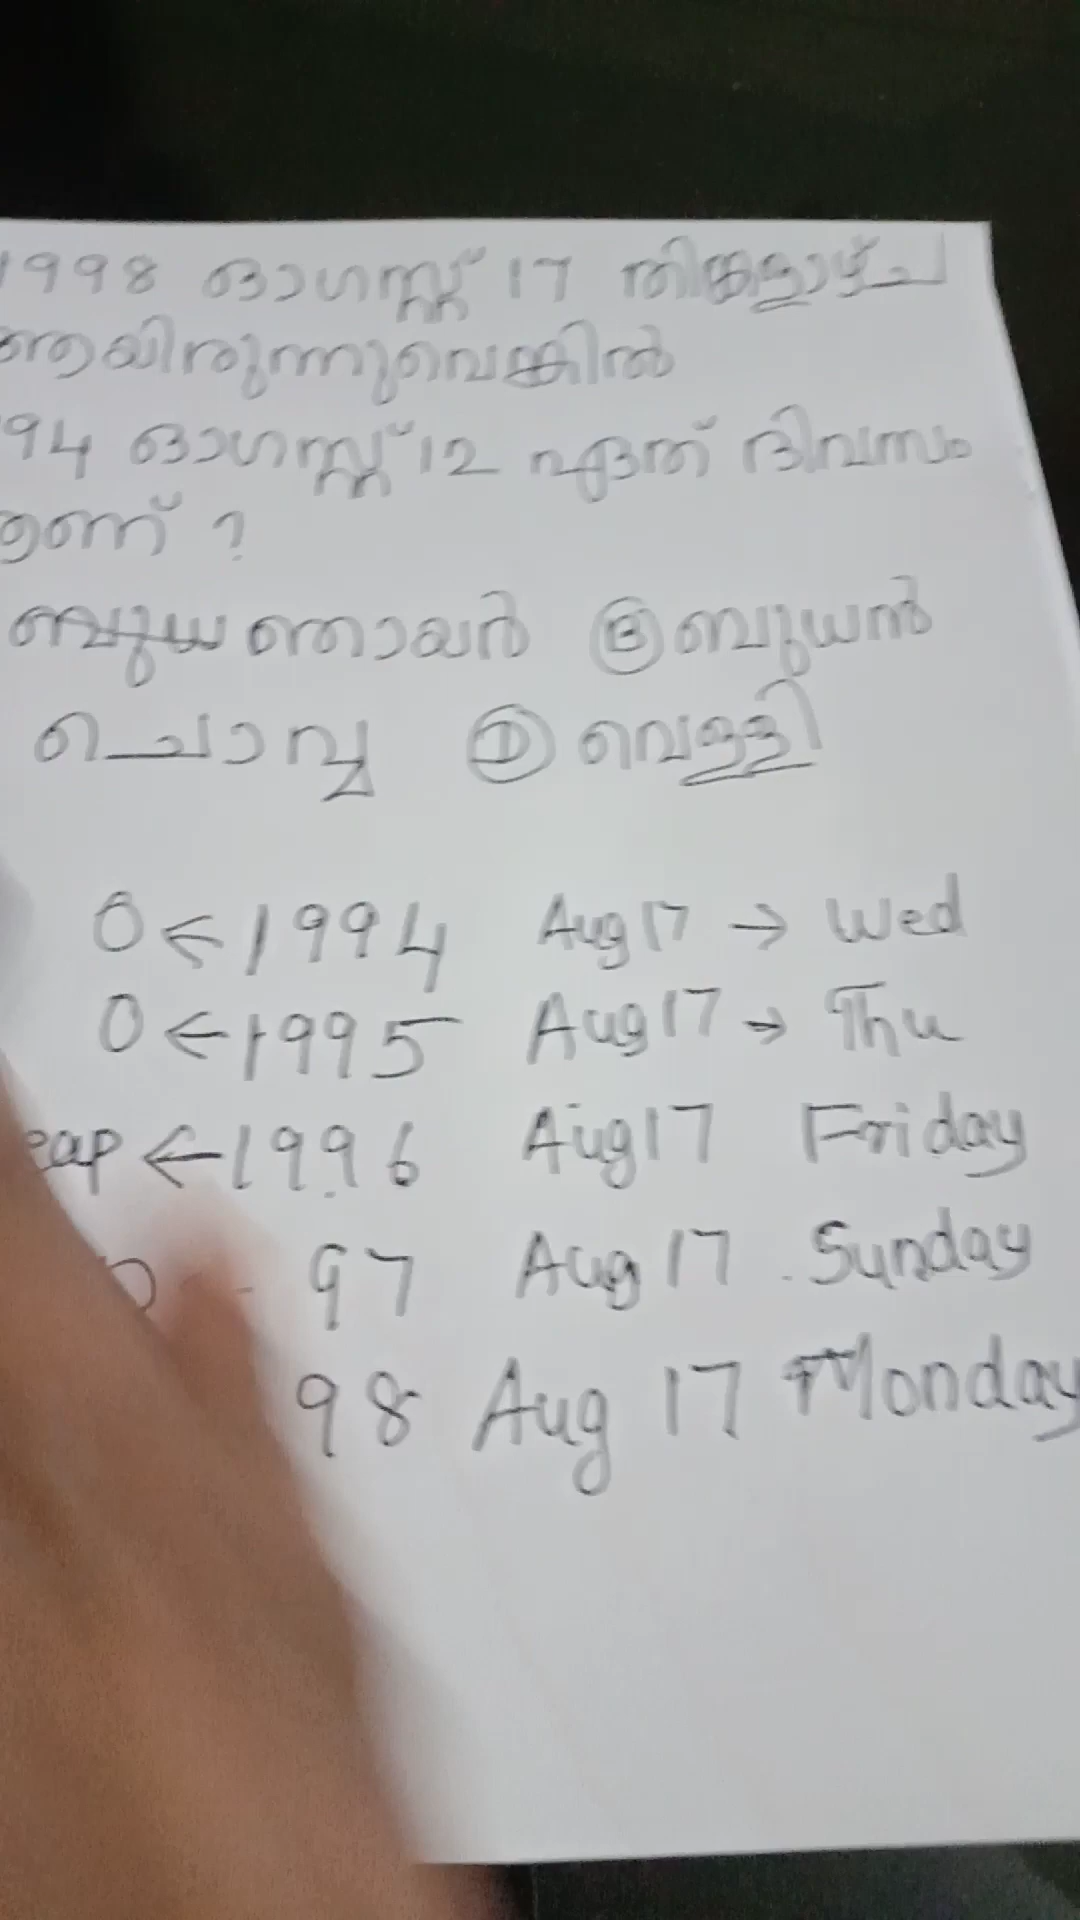 1998 ഓഗസ്റ്റ് 17 തിങ്കളാഴ്ച
ആയിരുന്നുവെങ്കിൽ
94 ഓഗസ്റ്റ് 12 ഏത് ദിവസം
ആണ് ?
ഞായർ Ⓑ ബുധൻ
ചൊവ്വ Ⓓ വെള്ളി
0 ← 1994 Aug 17 → Wed
0 ← 1995 Aug 17 → Thu
eap ← 1996 Aug 17 Friday
97 Aug 17 Sunday
98 Aug 17 Monday